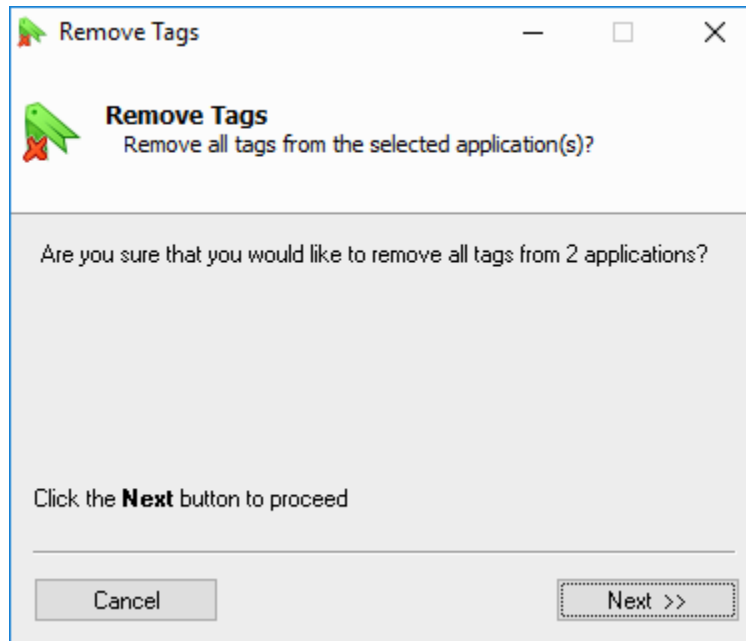 Remove Tags
Remove Tags
Remove all tags from the selected application(s)?
Are you sure that you would like to remove all tags from 2 applications?
Click the Next button to proceed
Cancel
Next >>